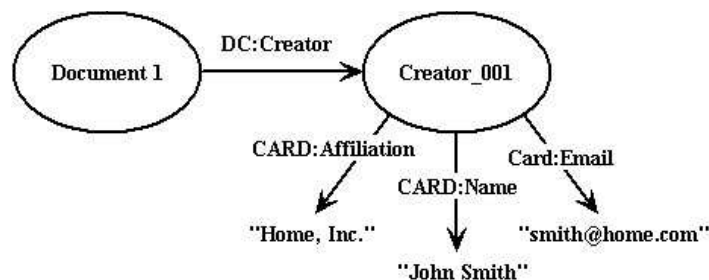 DC:Creator
Document 1
Creator_001
CARD:Affiliation
Card:Email
CARD:Name
"Home, Inc."
"smith@home.com"
"John Smith"